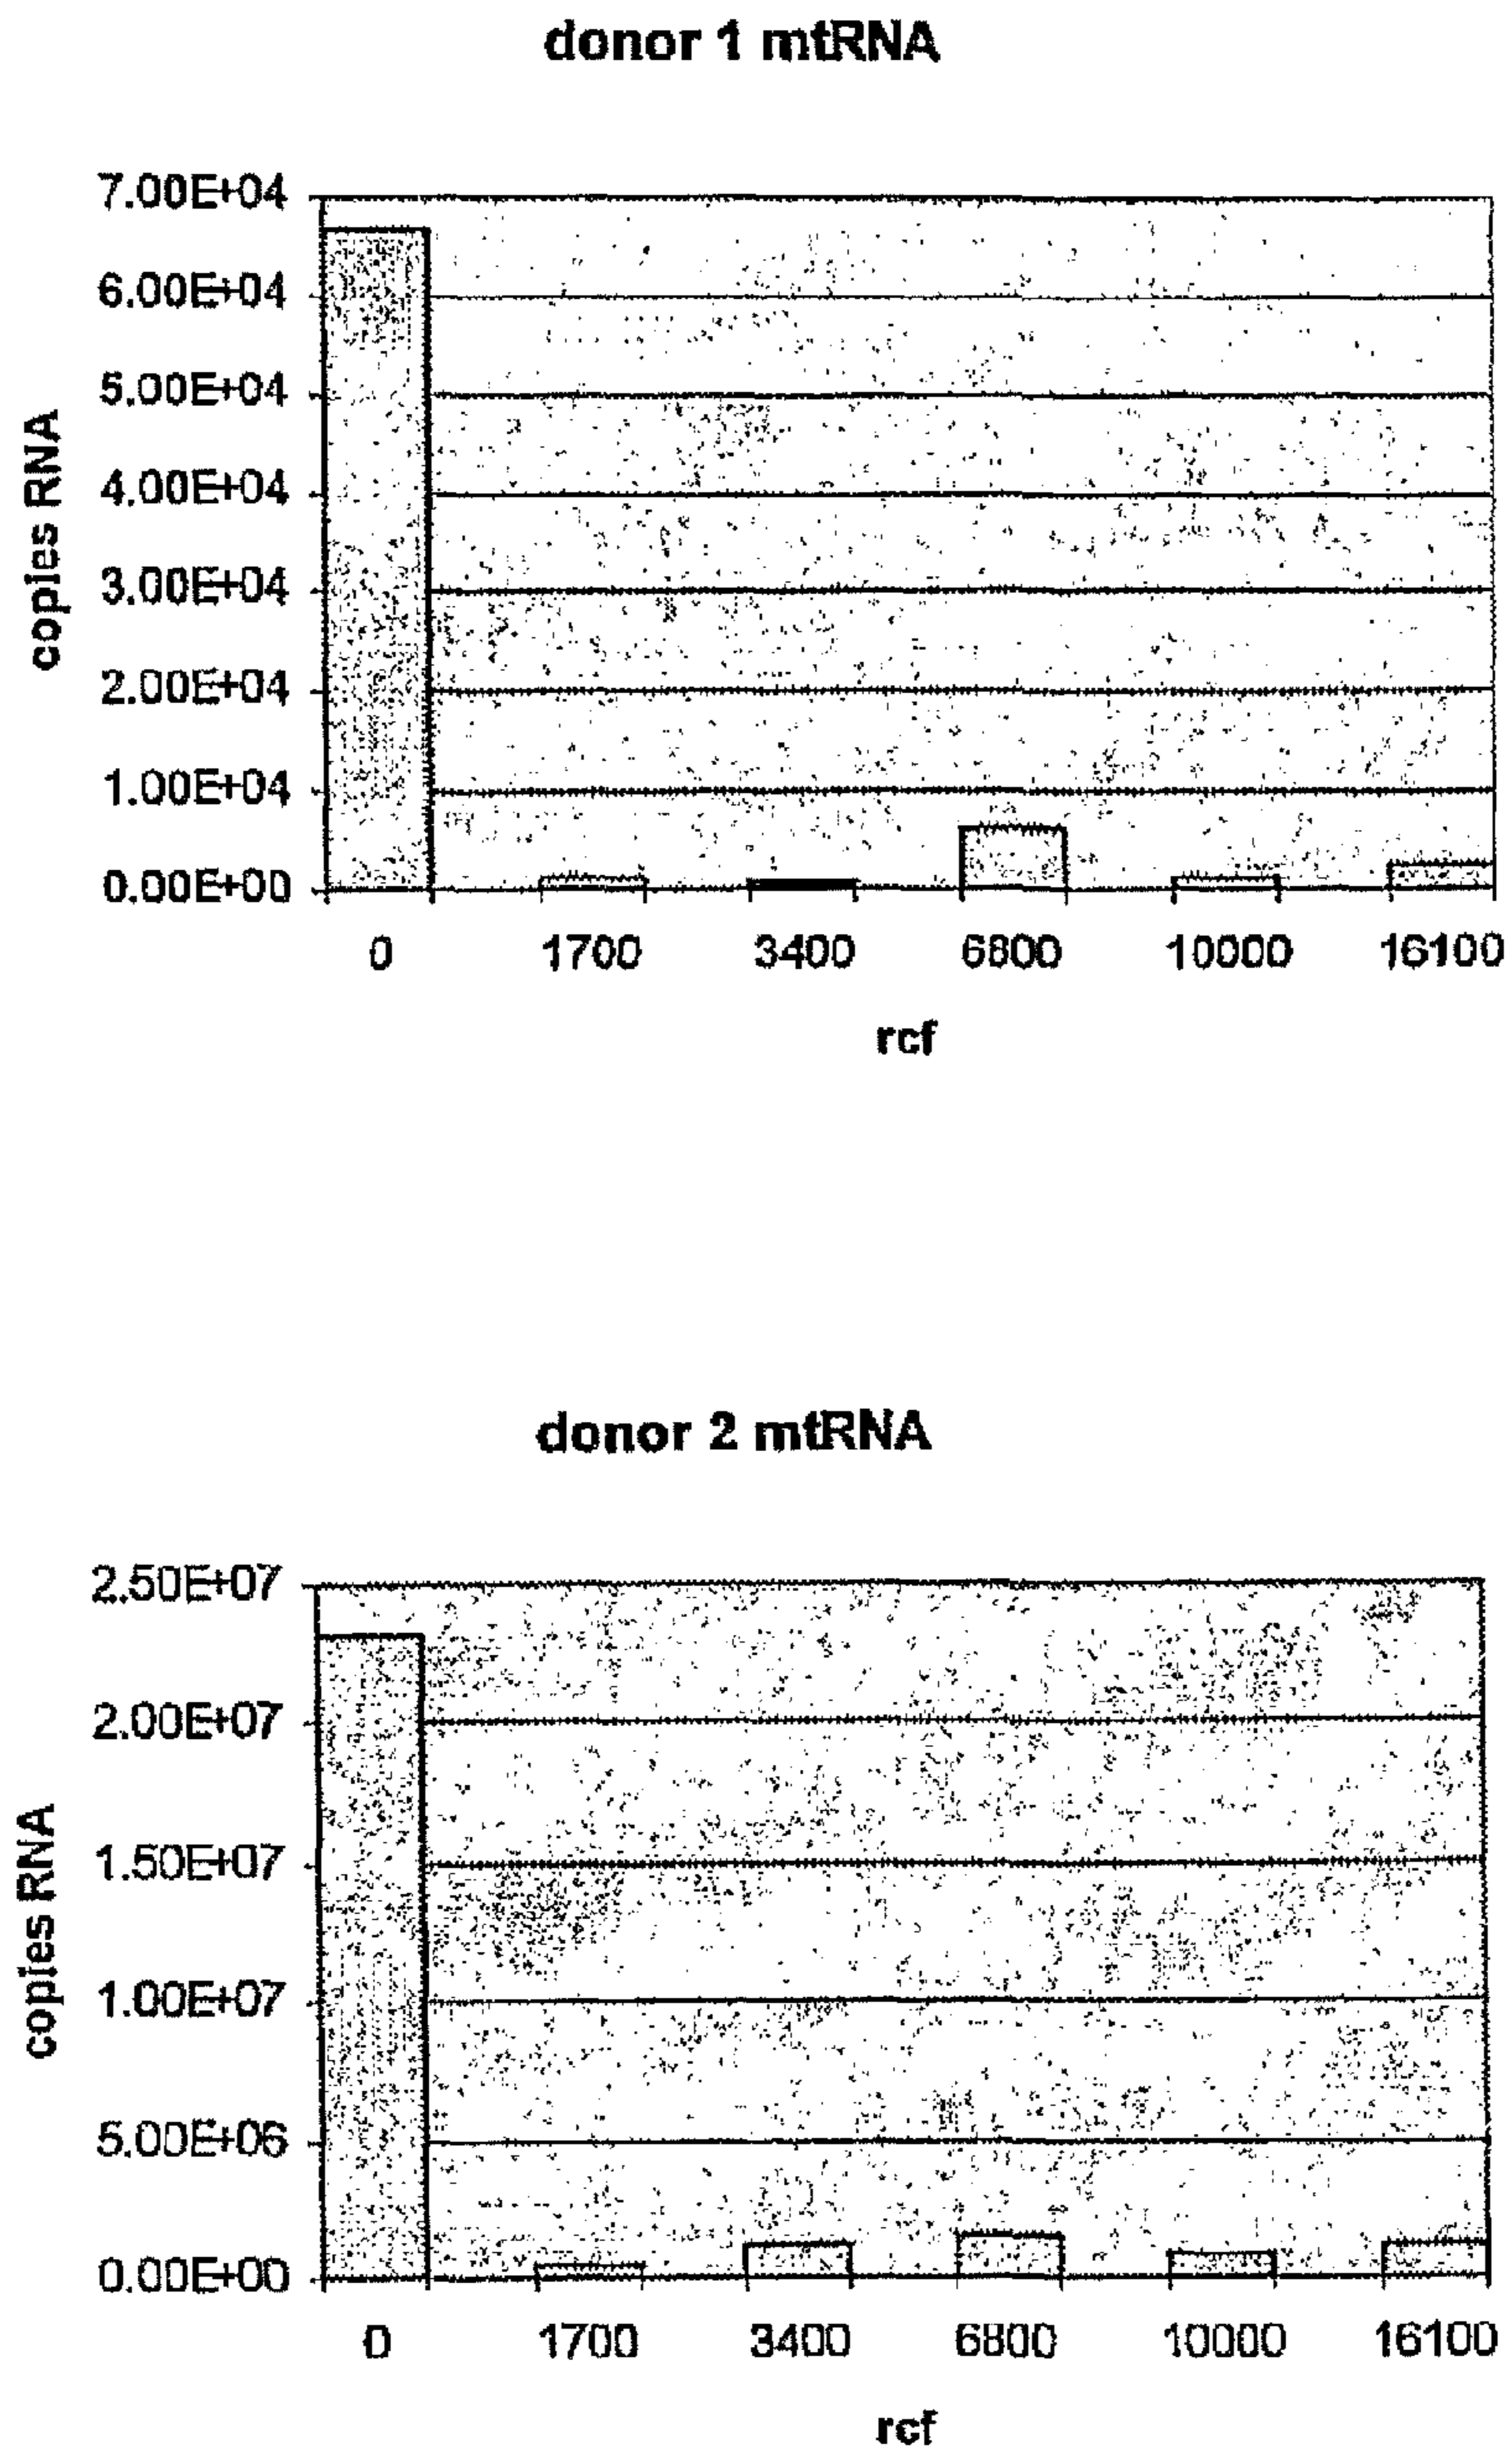 donor 1 mtRNA
7.00E+04
6.00E+04
5.00E+04
4.00E+04
3.00E+04
2.00E+04
1.00E+04
0.00E+00
copies RNA
0 1700 3400 6800 10000 16100
rcf
donor 2 mtRNA
2.50E+07
2.00E+07
1.50E+07
1.00E+07
5.00E+06
0.00E+00
copies RNA
0 1700 3400 6800 10000 16100
rcf